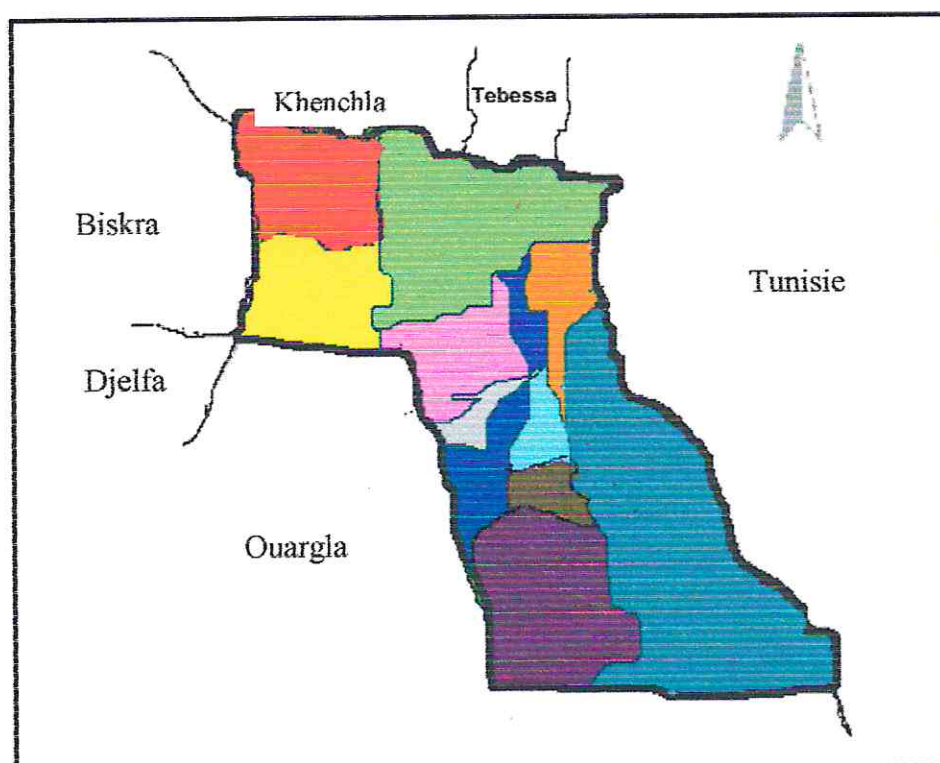 Khenchla
Tebessa
Biskra
Tunisie
Djelfa
Ouargla